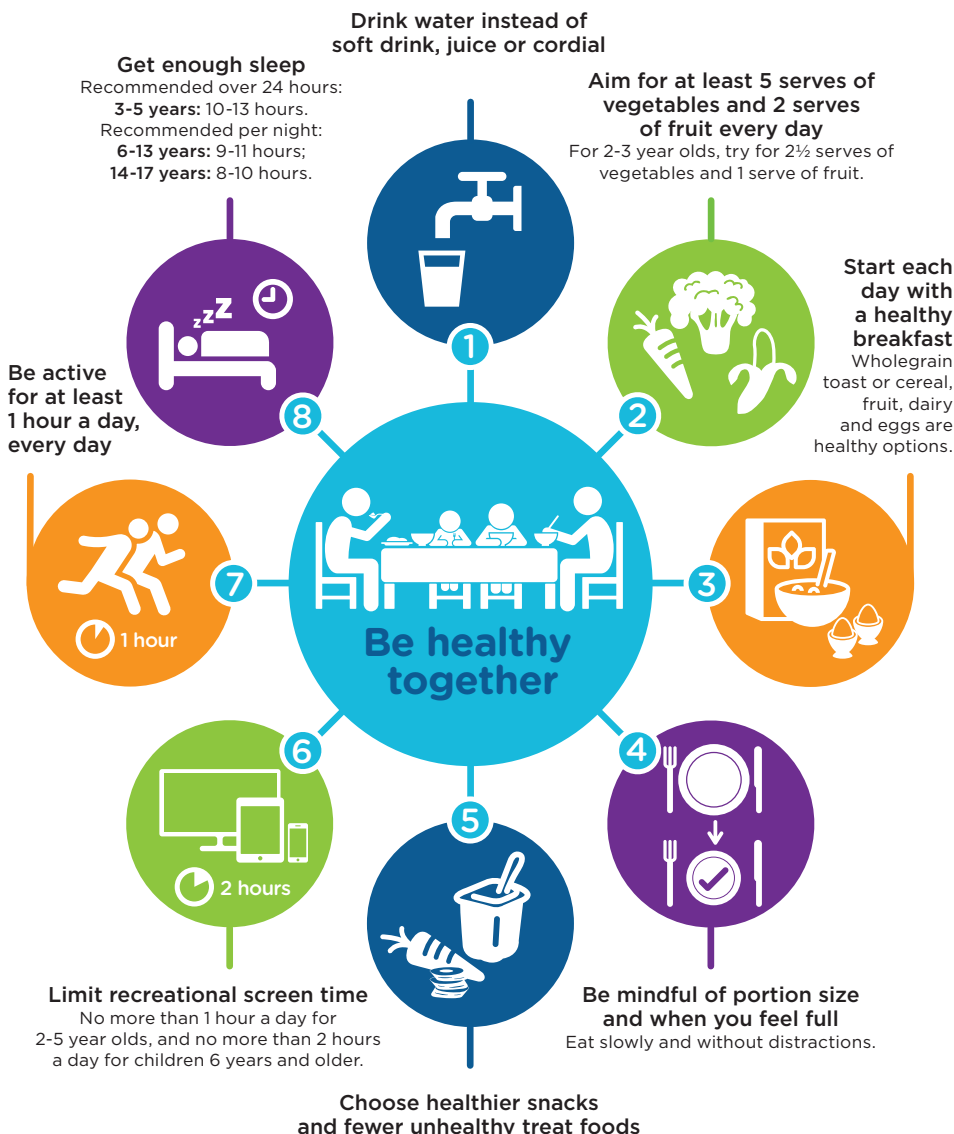 Drink water instead of
soft drink, juice or cordial
1
Aim for at least 5 serves of
vegetables and 2 serves
of fruit every day
For 2-3 year olds, try for 2½ serves of
vegetables and 1 serve of fruit.
2
Start each
day with
a healthy
breakfast
Wholegrain
toast or cereal,
fruit, dairy
and eggs are
healthy options.
3
4
Be mindful of portion size
and when you feel full
Eat slowly and without distractions.
5
Choose healthier snacks
and fewer unhealthy treat foods
6
2 hours
Limit recreational screen time
No more than 1 hour a day for
2-5 year olds, and no more than 2 hours
a day for children 6 years and older.
Be active
for at least
1 hour a day,
every day
7
1 hour
Get enough sleep
Recommended over 24 hours:
3-5 years: 10-13 hours.
Recommended per night:
6-13 years: 9-11 hours;
14-17 years: 8-10 hours.
zzZ
8
Be healthy
together